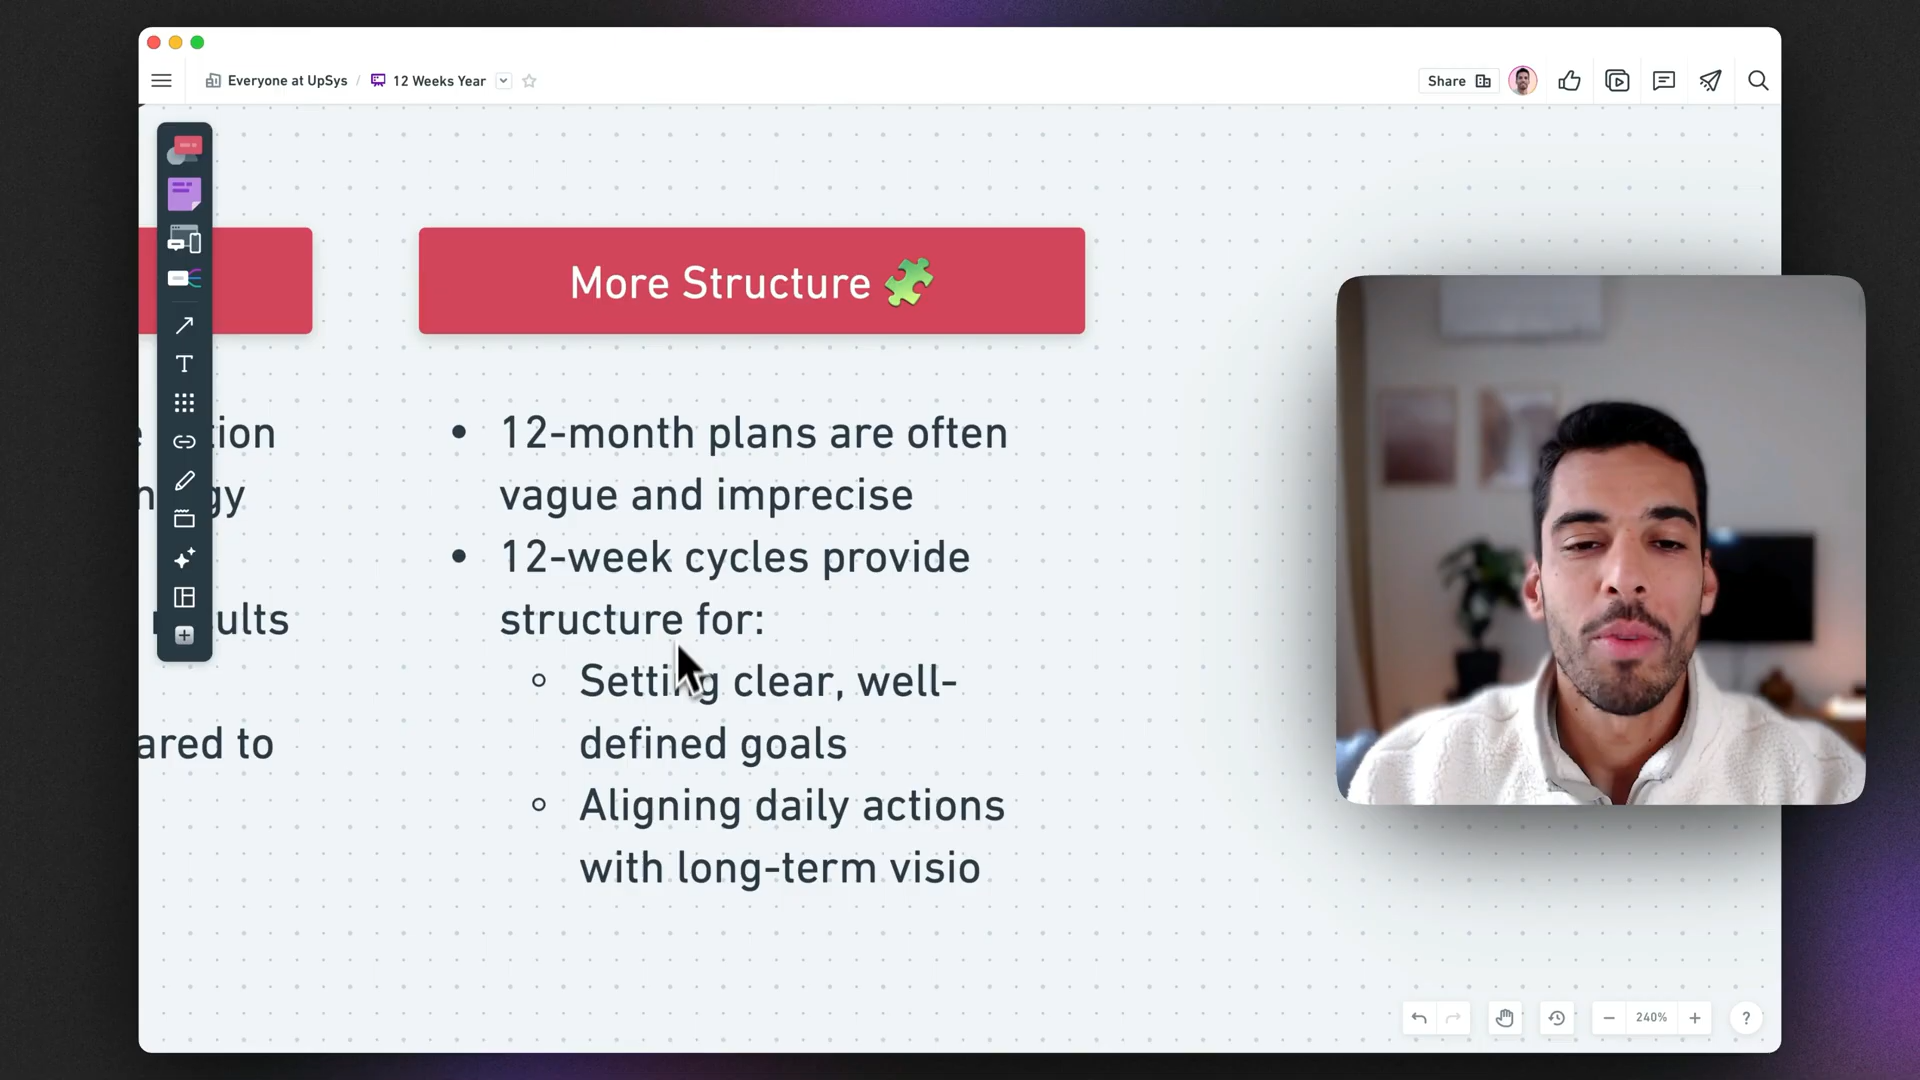 Everyone at UpSys / 12 Weeks Year
Share
More Structure
tion
gy
ults
ared to
• 12-month plans are often
vague and imprecise
• 12-week cycles provide
structure for:
◦ Setting clear, well-
defined goals
◦ Aligning daily actions
with long-term visio
240%
?